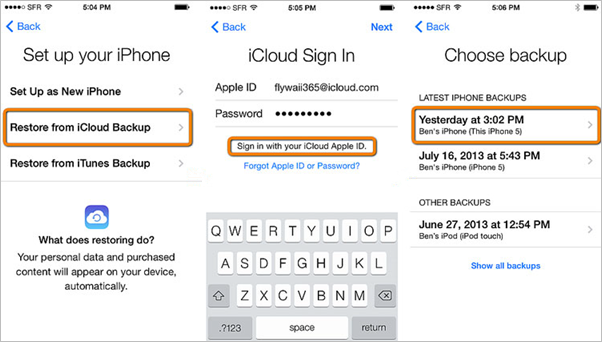 SFR 5:04 PM
Back
Set up your iPhone
Set Up as New iPhone
Restore from iCloud Backup
Restore from iTunes Backup
What does restoring do?
Your personal data and purchased
content will appear on your device,
automatically.
SFR 5:05 PM
Back Next
iCloud Sign In
Apple ID flywaii365@icloud.com
Password
Sign in with your iCloud Apple ID.
Forgot Apple ID or Password?
Q W E R T Y U I O P
A S D F G H J K L
Z X C V B N M
.?123 space return
SFR 5:06 PM
Back
Choose backup
LATEST IPHONE BACKUPS
Yesterday at 3:02 PM
Ben's iPhone (This iPhone 5)
July 16, 2013 at 5:43 PM
Ben's iPhone (iPhone 5)
OTHER BACKUPS
June 27, 2013 at 12:54 PM
Ben's iPod (iPod touch)
Show all backups